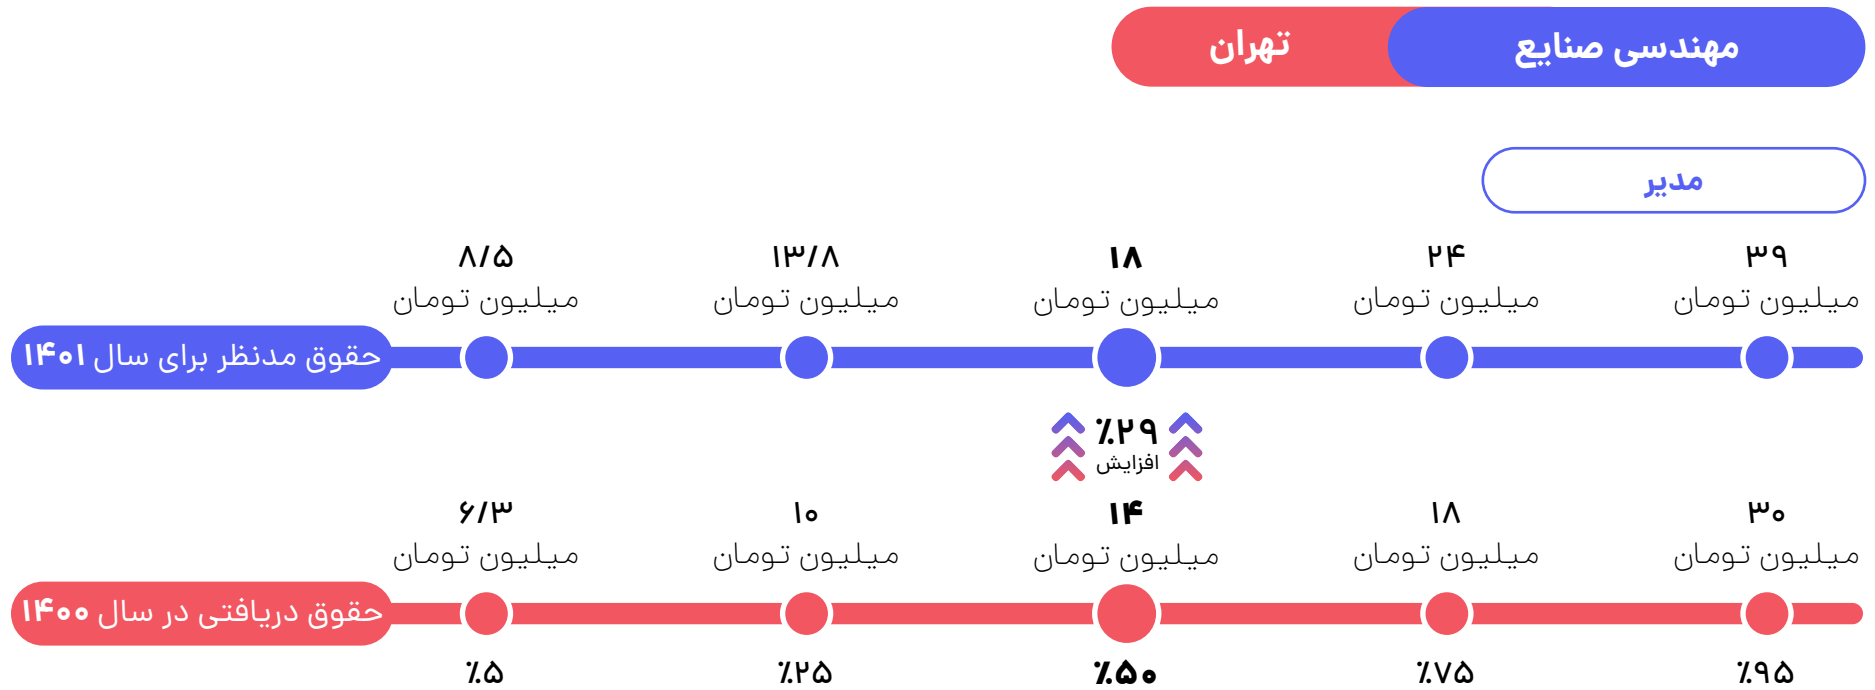 مهندسی صنایع
تهران
مدیر
۸/۵ ۱۳/۸ ۱۸ ۲۴ ۳۹
میلیون تومان میلیون تومان میلیون تومان میلیون تومان میلیون تومان
حقوق مدنظر برای سال ۱۴۰۱
٪۲۹
افزایش
۶/۳ ۱۰ ۱۴ ۱۸ ۳۰
میلیون تومان میلیون تومان میلیون تومان میلیون تومان میلیون تومان
حقوق دریافتی در سال ۱۴۰۰
٪۵ ٪۲۵ ٪۵۰ ٪۷۵ ٪۹۵